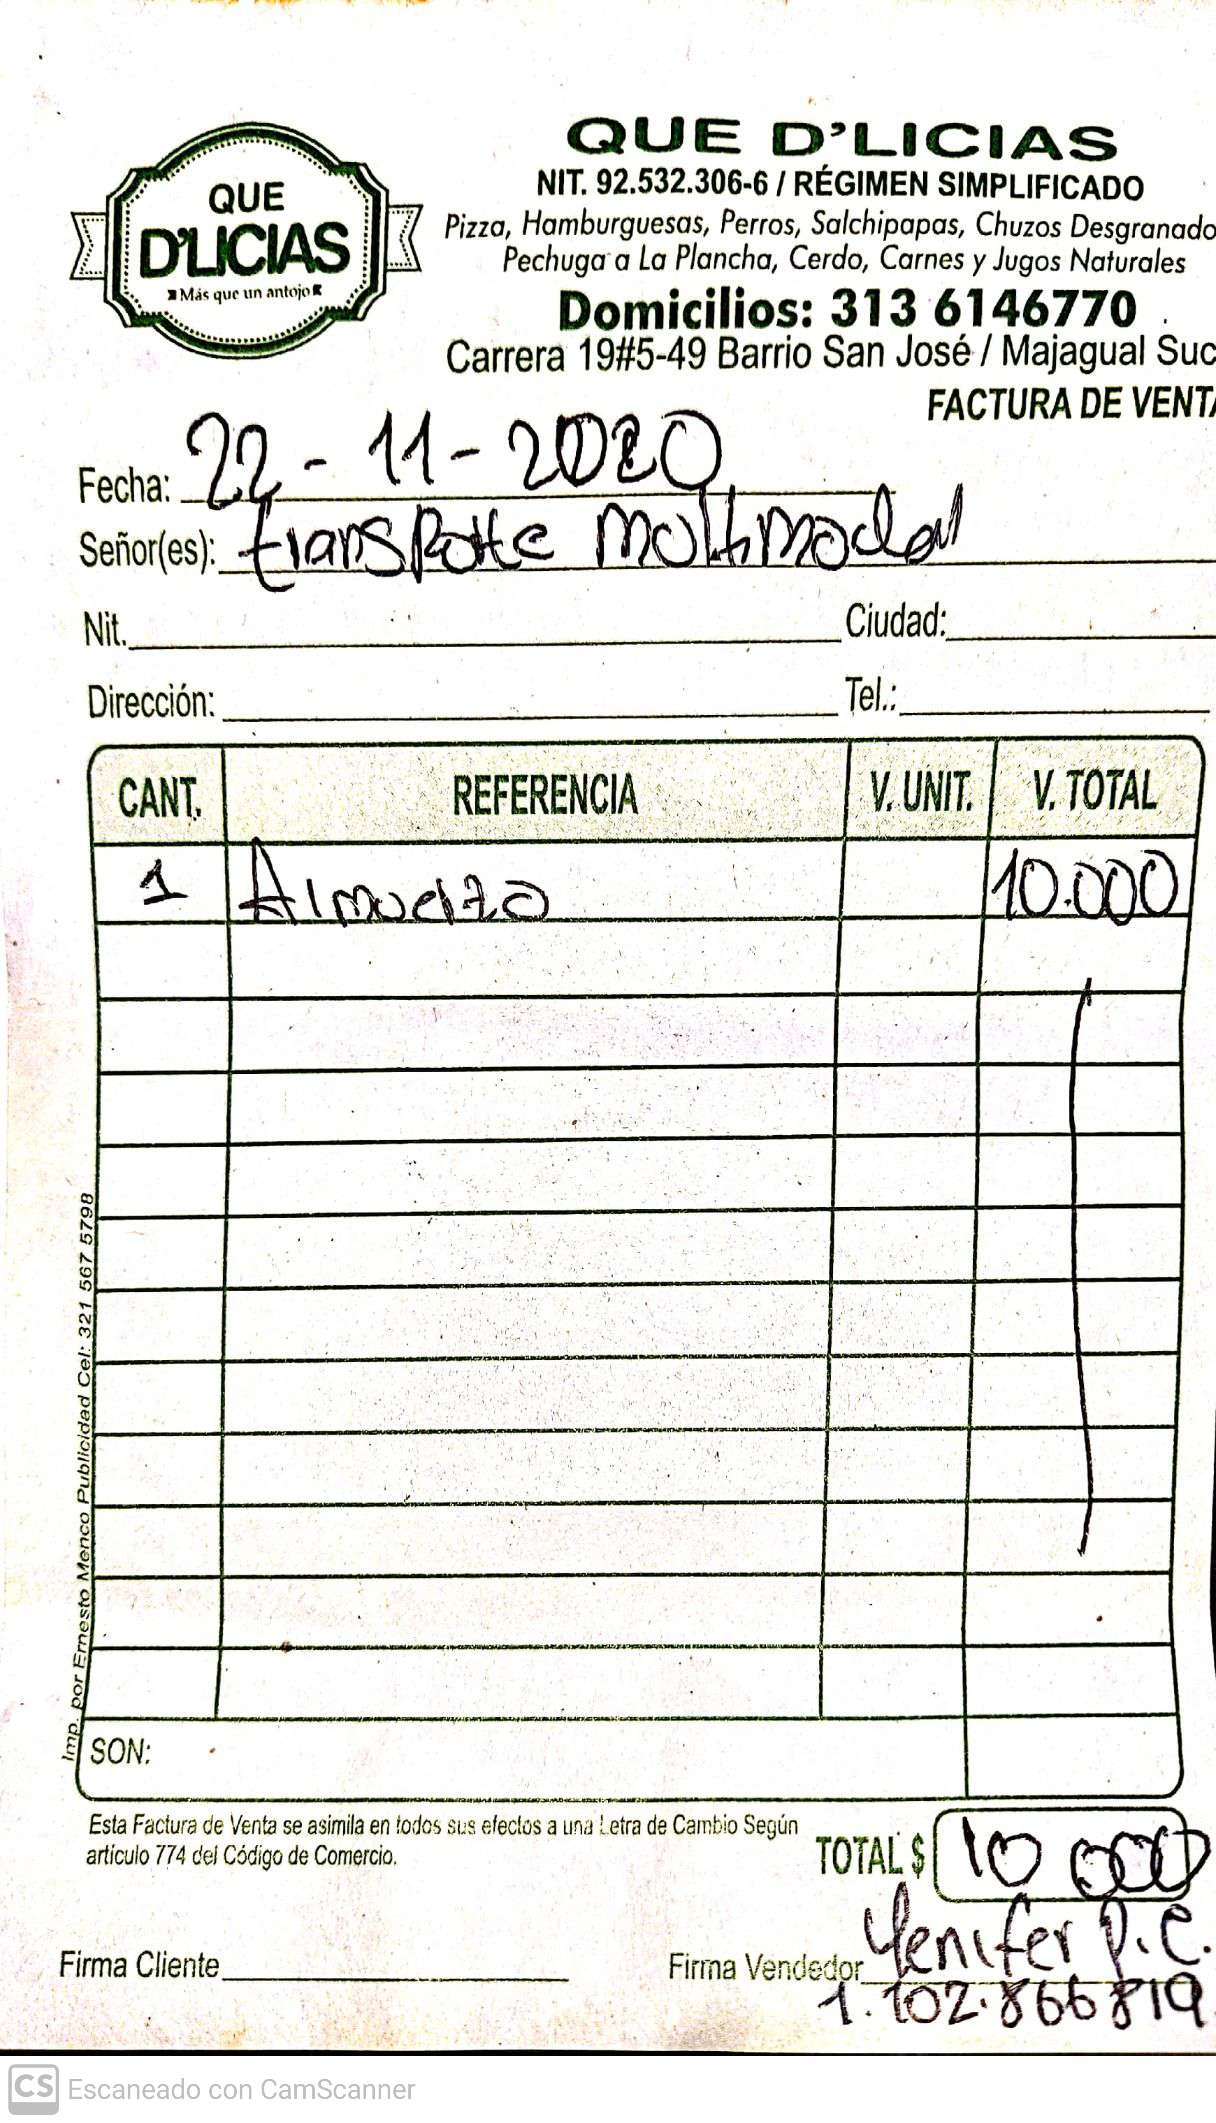 QUE
D'LICIAS
Más que un antojo
QUE D'LICIAS
NIT. 92.532.306-6 / RÉGIMEN SIMPLIFICADO
Pizza, Hamburguesas, Perros, Salchipapas, Chuzos Desgranado
Pechuga a La Plancha, Cerdo, Carnes y Jugos Naturales
Domicilios: 313 6146770
Carrera 19#5-49 Barrio San José / Majagual Suc
FACTURA DE VENTA
Fecha: 22-11-2020
Señor(es): transporte moltimodal
Nit. Ciudad:
Dirección: Tel.:
CANT. REFERENCIA V. UNIT. V. TOTAL
1 Almuerzo 10.000
Imp. por Ernesto Menco Publicidad Cel: 321 567 5798
SON:
Esta Factura de Venta se asimila en todos sus efectos a una Letra de Cambio Según
artículo 774 del Código de Comercio.
TOTAL $ 10 000
Firma Cliente Firma Vendedor Yenifer P.C.
1.102.866819
CS Escaneado con CamScanner